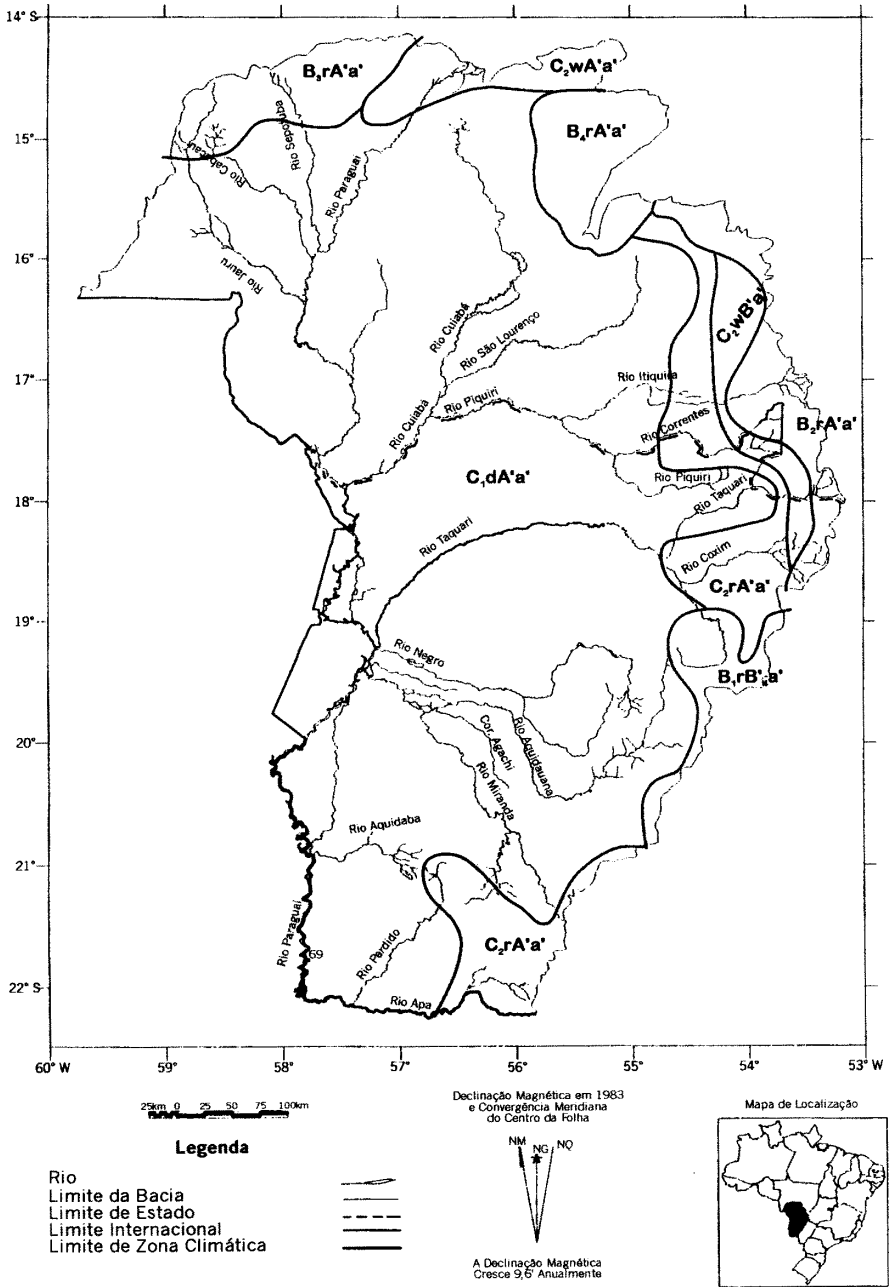 14° S
B₃rA'a'
C₂wA'a'
B₄rA'a'
15°
Rio Cabaçal
Rio Sepotuba
Rio Paraguai
16°
Rio Jauru
Rio Cuiabá
Rio São Lourenço
C₂wB'a'
17°
Rio Itiquira
Rio Piquiri
Rio Correntes
B₂rA'a'
Rio Cuiabá
C₁dA'a'
Rio Piquiri
Rio Taquari
18°
Rio Taquari
Rio Coxim
C₂rA'a'
19°
Rio Negro
B₁rB'₄a'
20°
Cor. Agachi
Rio Aquidauana
Rio Miranda
Rio Aquidaba
21°
C₂rA'a'
Rio Paraguai
69
Rio Perdido
22° S
Rio Apa
60° W
59°
58°
57°
56°
55°
54°
53° W
25km 0 25 50 75 100km
Declinação Magnética em 1983
e Convergência Meridiana
do Centro da Folha
NM NG NQ
A Declinação Magnética
Cresce 9,6' Anualmente
Mapa de Localização
Legenda
Rio
Limite da Bacia
Limite de Estado
Limite Internacional
Limite de Zona Climática